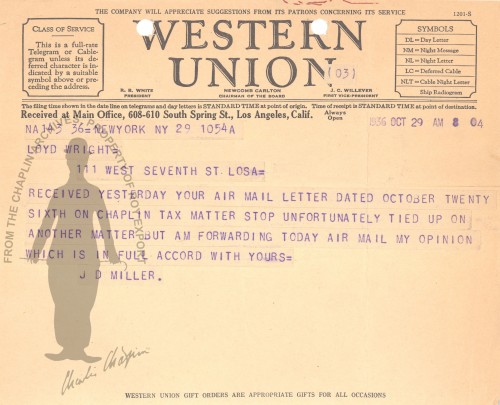 THE COMPANY WILL APPRECIATE SUGGESTIONS FROM ITS PATRONS CONCERNING ITS SERVICE
1201-S
CLASS OF SERVICE
This is a full-rate
Telegram or Cablegram
unless its deferred
character is
indicated by a suitable
symbol above or preceding
the address.
WESTERN
UNION
(03)
R. B. WHITE
PRESIDENT
NEWCOMB CARLTON
CHAIRMAN OF THE BOARD
J. C. WILLEVER
FIRST VICE-PRESIDENT
SYMBOLS
DL = Day Letter
NM = Night Message
NL = Night Letter
LC = Deferred Cable
NLT = Cable Night Letter
Ship Radiogram
The filing time shown in the date line on telegrams and day letters is STANDARD TIME at point of origin. Time of receipt is STANDARD TIME at point of destination.
Received at Main Office, 608-610 South Spring St., Los Angeles, Calif.
Always
Open
1936 OCT 29 AM 8 04
NA143 36=NEWYORK NY 29 1054A
LOYD WRIGHT=
111 WEST SEVENTH ST LOSA=
RECEIVED YESTERDAY YOUR AIR MAIL LETTER DATED OCTOBER TWENTY
SIXTH ON CHAPLIN TAX MATTER STOP UNFORTUNATELY TIED UP ON
ANOTHER MATTER BUT AM FORWARDING TODAY AIR MAIL MY OPINION
WHICH IS IN FULL ACCORD WITH YOURS=
J D MILLER.
FROM THE CHAPLIN ARCHIVES. PROPERTY OF ROY EXPORT
Charlie Chaplin
WESTERN UNION GIFT ORDERS ARE APPROPRIATE GIFTS FOR ALL OCCASIONS